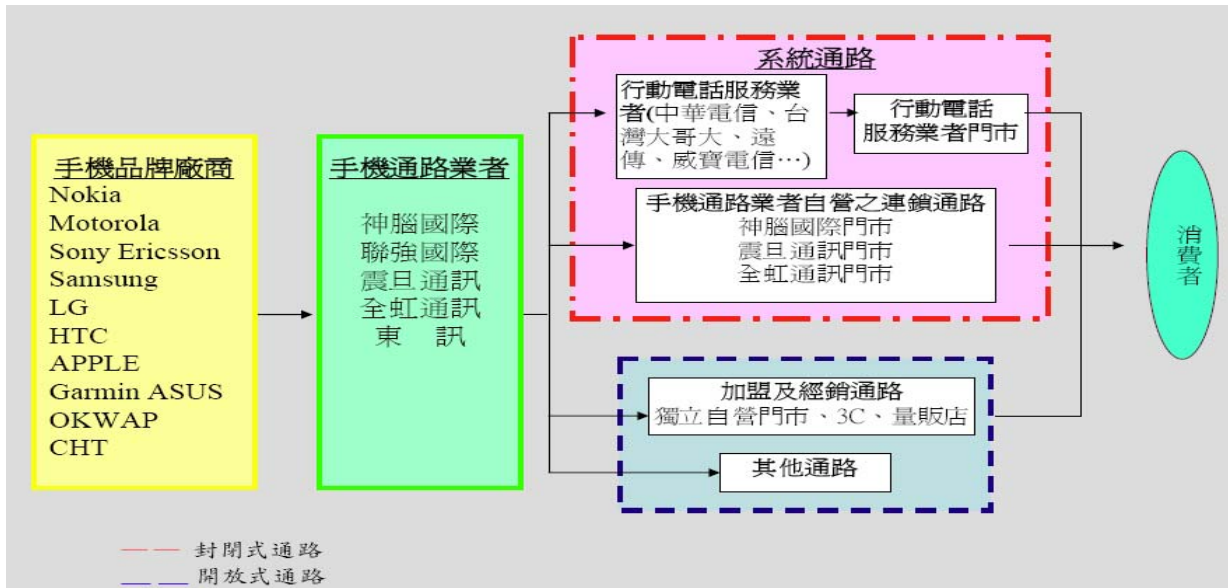 手機品牌廠商
Nokia
Motorola
Sony Ericsson
Samsung
LG
HTC
APPLE
Garmin ASUS
OKWAP
CHT
手機通路業者
神腦國際
聯強國際
震旦通訊
全虹通訊
東　訊
系統通路
行動電話服務業
者(中華電信、台
灣大哥大、遠
傳、威寶電信…)
行動電話
服務業者門市
手機通路業者自營之連鎖通路
神腦國際門市
震旦通訊門市
全虹通訊門市
加盟及經銷通路
獨立自營門市、3C、量販店
其他通路
消費者
封閉式通路
開放式通路